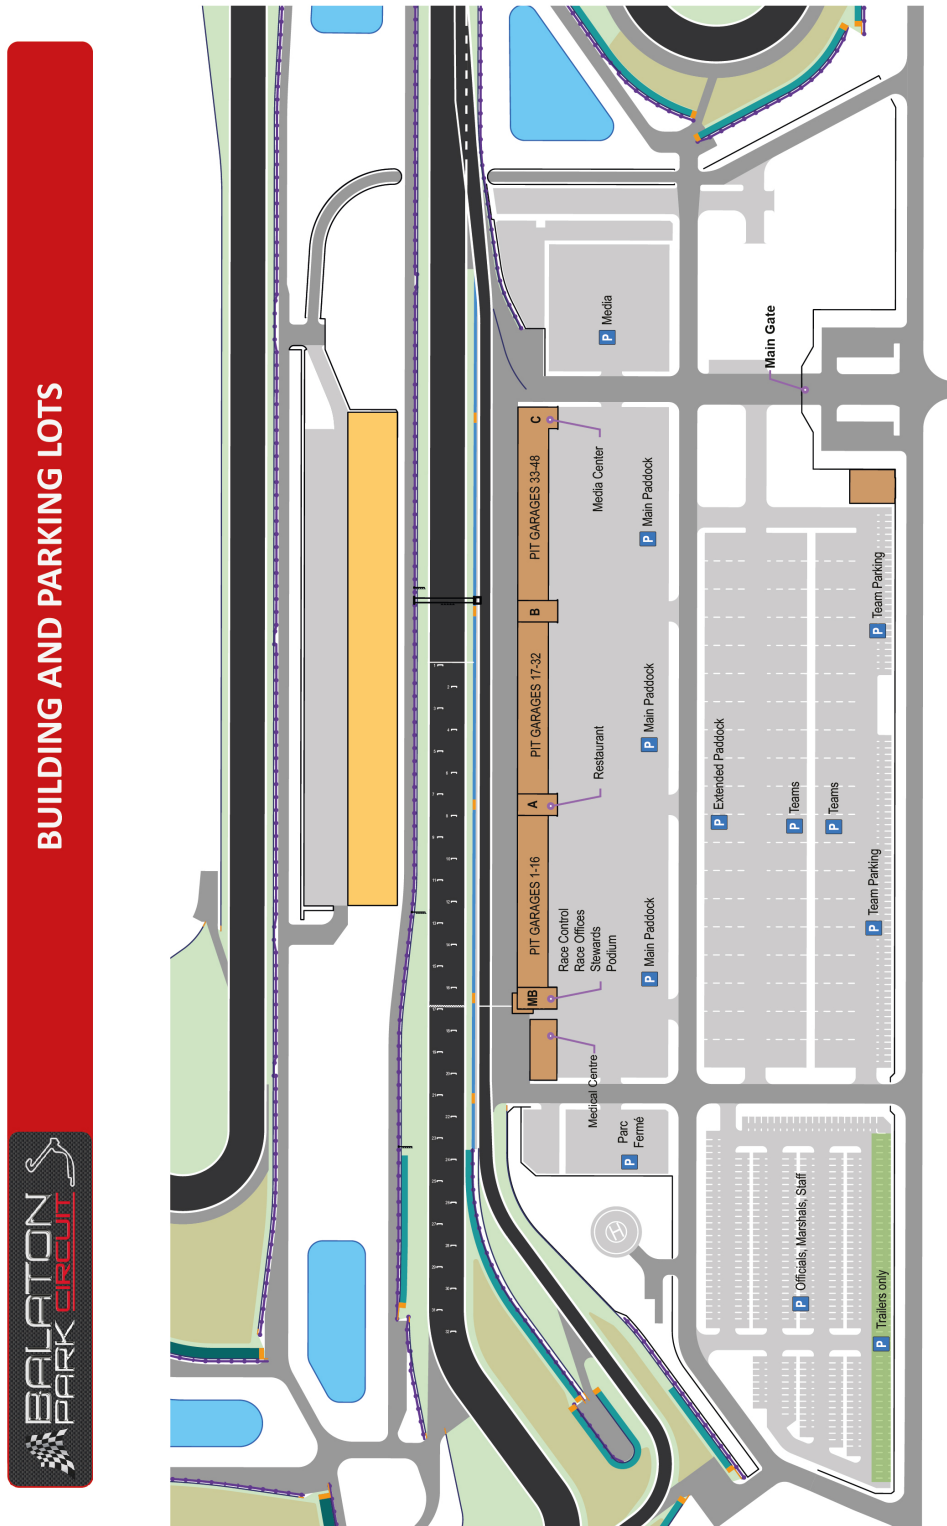 BALATON
PARK CIRCUIT
BUILDING AND PARKING LOTS
Medical Centre
MB
PIT GARAGES 1-16
A
PIT GARAGES 17-32
B
PIT GARAGES 33-48
C
Race Control
Race Offices
Stewards
Podium
Restaurant
Media Center
P Media
Parc
Fermé
P
P Main Paddock
P Main Paddock
P Main Paddock
H
P Extended Paddock
Main Gate
P Officials, Marshals, Staff
P Teams
P Teams
P Trailers only
P Team Parking
P Team Parking